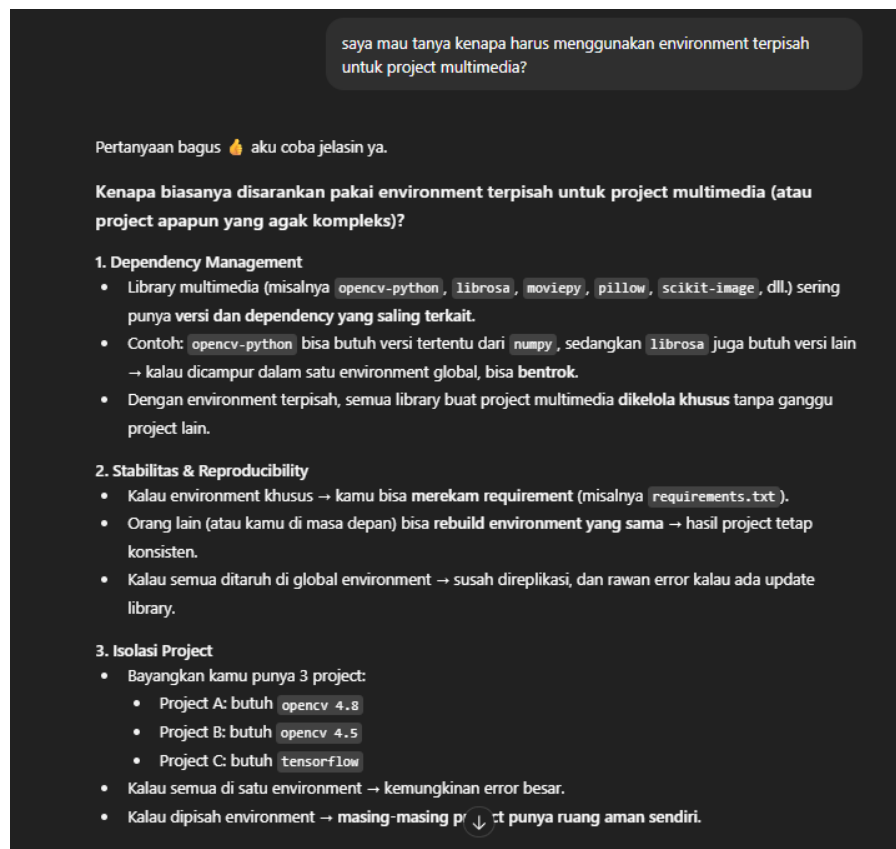 saya mau tanya kenapa harus menggunakan environment terpisah
untuk project multimedia?
Pertanyaan bagus 👍 aku coba jelasin ya.
Kenapa biasanya disarankan pakai environment terpisah untuk project multimedia (atau
project apapun yang agak kompleks)?
1. Dependency Management
• Library multimedia (misalnya opencv-python, librosa, moviepy, pillow, scikit-image, dll.) sering
punya versi dan dependency yang saling terkait.
• Contoh: opencv-python bisa butuh versi tertentu dari numpy, sedangkan librosa juga butuh versi lain
→ kalau dicampur dalam satu environment global, bisa bentrok.
• Dengan environment terpisah, semua library buat project multimedia dikelola khusus tanpa ganggu
project lain.
2. Stabilitas & Reproducibility
• Kalau environment khusus → kamu bisa merekam requirement (misalnya requirements.txt).
• Orang lain (atau kamu di masa depan) bisa rebuild environment yang sama → hasil project tetap
konsisten.
• Kalau semua ditaruh di global environment → susah direplikasi, dan rawan error kalau ada update
library.
3. Isolasi Project
• Bayangkan kamu punya 3 project:
• Project A: butuh opencv 4.8
• Project B: butuh opencv 4.5
• Project C: butuh tensorflow
• Kalau semua di satu environment → kemungkinan error besar.
• Kalau dipisah environment → masing-masing punya ruang aman sendiri.